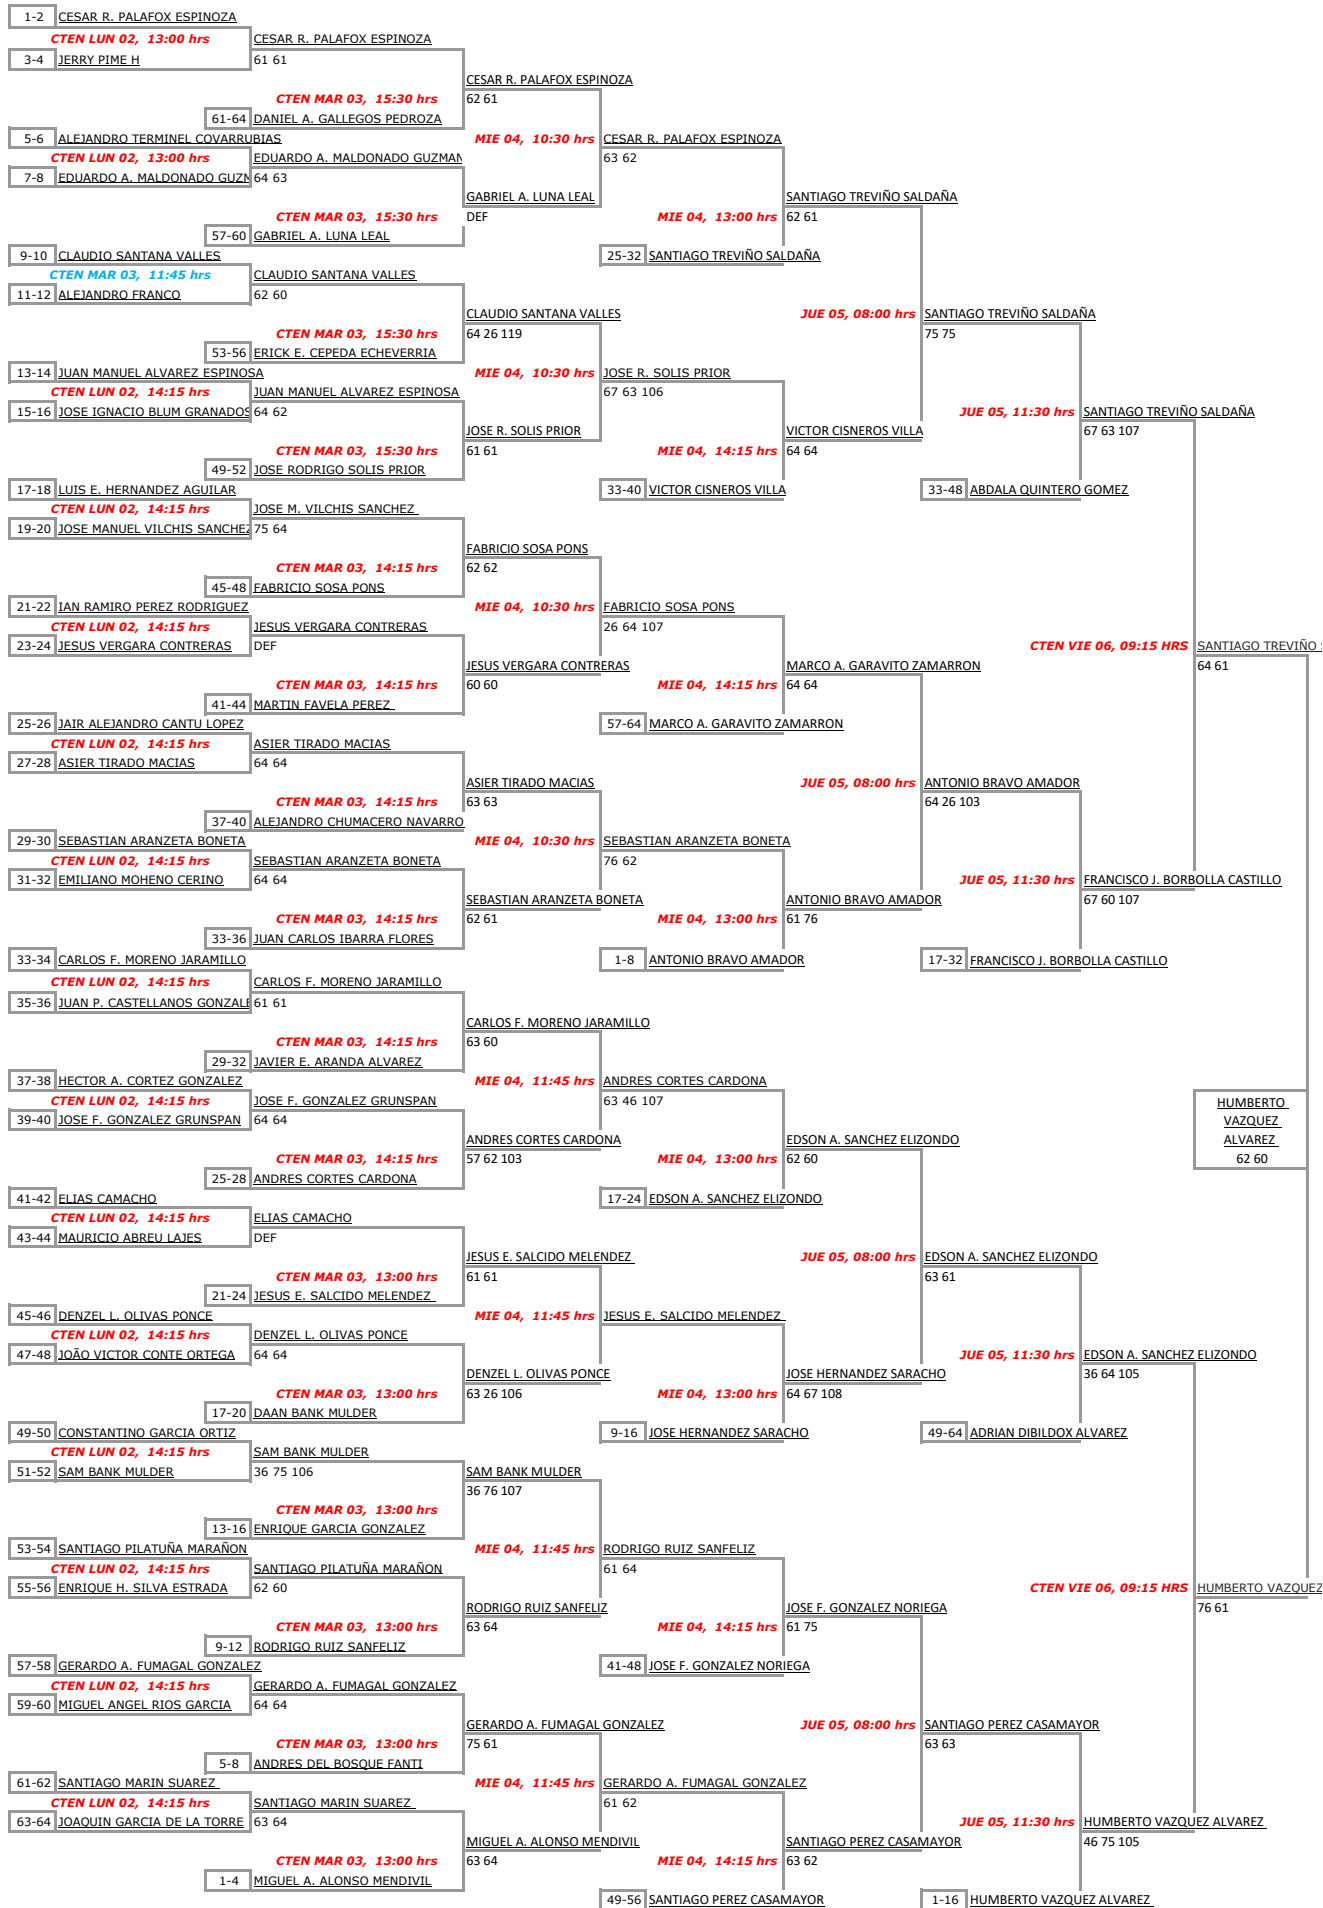 1-2 CESAR R. PALAFOX ESPINOZA
CTEN LUN 02, 13:00 hrs CESAR R. PALAFOX ESPINOZA
3-4 JERRY PIME H 61 61
CESAR R. PALAFOX ESPINOZA
CTEN MAR 03, 15:30 hrs 62 61
61-64 DANIEL A. GALLEGOS PEDROZA
5-6 ALEJANDRO TERMINEL COVARRUBIAS MIE 04, 10:30 hrs CESAR R. PALAFOX ESPINOZA
CTEN LUN 02, 13:00 hrs EDUARDO A. MALDONADO GUZMAN 63 62
7-8 EDUARDO A. MALDONADO GUZM 64 63
GABRIEL A. LUNA LEAL SANTIAGO TREVIÑO SALDAÑA
CTEN MAR 03, 15:30 hrs DEF MIE 04, 13:00 hrs 62 61
57-60 GABRIEL A. LUNA LEAL
9-10 CLAUDIO SANTANA VALLES 25-32 SANTIAGO TREVIÑO SALDAÑA
CTEN MAR 03, 11:45 hrs CLAUDIO SANTANA VALLES
11-12 ALEJANDRO FRANCO 62 60
CLAUDIO SANTANA VALLES JUE 05, 08:00 hrs SANTIAGO TREVIÑO SALDAÑA
CTEN MAR 03, 15:30 hrs 64 26 119 75 75
53-56 ERICK E. CEPEDA ECHEVERRIA
13-14 JUAN MANUEL ALVAREZ ESPINOSA MIE 04, 10:30 hrs JOSE R. SOLIS PRIOR
CTEN LUN 02, 14:15 hrs JUAN MANUEL ALVAREZ ESPINOSA 67 63 106
15-16 JOSE IGNACIO BLUM GRANADOS 64 62 JUE 05, 11:30 hrs SANTIAGO TREVIÑO SALDAÑA
JOSE R. SOLIS PRIOR VICTOR CISNEROS VILLA 67 63 107
CTEN MAR 03, 15:30 hrs 61 61 MIE 04, 14:15 hrs 64 64
49-52 JOSE RODRIGO SOLIS PRIOR
17-18 LUIS E. HERNANDEZ AGUILAR 33-40 VICTOR CISNEROS VILLA 33-48 ABDALA QUINTERO GOMEZ
CTEN LUN 02, 14:15 hrs JOSE M. VILCHIS SANCHEZ
19-20 JOSE MANUEL VILCHIS SANCHEZ 75 64
FABRICIO SOSA PONS
CTEN MAR 03, 14:15 hrs 62 62
45-48 FABRICIO SOSA PONS
21-22 IAN RAMIRO PEREZ RODRIGUEZ MIE 04, 10:30 hrs FABRICIO SOSA PONS
CTEN LUN 02, 14:15 hrs JESUS VERGARA CONTRERAS 26 64 107
23-24 JESUS VERGARA CONTRERAS DEF CTEN VIE 06, 09:15 HRS SANTIAGO TREVIÑO S
JESUS VERGARA CONTRERAS MARCO A. GARAVITO ZAMARRON 64 61
CTEN MAR 03, 14:15 hrs 60 60 MIE 04, 14:15 hrs 64 64
41-44 MARTIN FAVELA PEREZ
25-26 JAIR ALEJANDRO CANTU LOPEZ 57-64 MARCO A. GARAVITO ZAMARRON
CTEN LUN 02, 14:15 hrs ASIER TIRADO MACIAS
27-28 ASIER TIRADO MACIAS 64 64
ASIER TIRADO MACIAS JUE 05, 08:00 hrs ANTONIO BRAVO AMADOR
CTEN MAR 03, 14:15 hrs 63 63 64 26 103
37-40 ALEJANDRO CHUMACERO NAVARRO
29-30 SEBASTIAN ARANZETA BONETA MIE 04, 10:30 hrs SEBASTIAN ARANZETA BONETA
CTEN LUN 02, 14:15 hrs SEBASTIAN ARANZETA BONETA 76 62
31-32 EMILIANO MOHENO CERINO 64 64 JUE 05, 11:30 hrs FRANCISCO J. BORBOLLA CASTILLO
SEBASTIAN ARANZETA BONETA ANTONIO BRAVO AMADOR 67 60 107
CTEN MAR 03, 14:15 hrs 62 61 MIE 04, 13:00 hrs 61 76
33-36 JUAN CARLOS IBARRA FLORES
33-34 CARLOS F. MORENO JARAMILLO 1-8 ANTONIO BRAVO AMADOR 17-32 FRANCISCO J. BORBOLLA CASTILLO
CTEN LUN 02, 14:15 hrs CARLOS F. MORENO JARAMILLO
35-36 JUAN P. CASTELLANOS GONZALE 61 61
CARLOS F. MORENO JARAMILLO
CTEN MAR 03, 14:15 hrs 63 60
29-32 JAVIER E. ARANDA ALVAREZ
37-38 HECTOR A. CORTEZ GONZALEZ MIE 04, 11:45 hrs ANDRES CORTES CARDONA
CTEN LUN 02, 14:15 hrs JOSE F. GONZALEZ GRUNSPAN 63 46 107 HUMBERTO
39-40 JOSE F. GONZALEZ GRUNSPAN 64 64 VAZQUEZ
ANDRES CORTES CARDONA EDSON A. SANCHEZ ELIZONDO ALVAREZ
CTEN MAR 03, 14:15 hrs 57 62 103 MIE 04, 13:00 hrs 62 60 62 60
25-28 ANDRES CORTES CARDONA
41-42 ELIAS CAMACHO 17-24 EDSON A. SANCHEZ ELIZONDO
CTEN LUN 02, 14:15 hrs ELIAS CAMACHO
43-44 MAURICIO ABREU LAJES DEF
JESUS E. SALCIDO MELENDEZ JUE 05, 08:00 hrs EDSON A. SANCHEZ ELIZONDO
CTEN MAR 03, 13:00 hrs 61 61 63 61
21-24 JESUS E. SALCIDO MELENDEZ
45-46 DENZEL L. OLIVAS PONCE MIE 04, 11:45 hrs JESUS E. SALCIDO MELENDEZ
CTEN LUN 02, 14:15 hrs DENZEL L. OLIVAS PONCE
47-48 JOÃO VICTOR CONTE ORTEGA 64 64 JUE 05, 11:30 hrs EDSON A. SANCHEZ ELIZONDO
DENZEL L. OLIVAS PONCE JOSE HERNANDEZ SARACHO 36 64 105
CTEN MAR 03, 13:00 hrs 63 26 106 MIE 04, 13:00 hrs 64 67 108
17-20 DAAN BANK MULDER
49-50 CONSTANTINO GARCIA ORTIZ 9-16 JOSE HERNANDEZ SARACHO 49-64 ADRIAN DIBILDOX ALVAREZ
CTEN LUN 02, 14:15 hrs SAM BANK MULDER
51-52 SAM BANK MULDER 36 75 106 SAM BANK MULDER
36 76 107
CTEN MAR 03, 13:00 hrs
13-16 ENRIQUE GARCIA GONZALEZ
53-54 SANTIAGO PILATUÑA MARAÑON MIE 04, 11:45 hrs RODRIGO RUIZ SANFELIZ
CTEN LUN 02, 14:15 hrs SANTIAGO PILATUÑA MARAÑON 61 64
55-56 ENRIQUE H. SILVA ESTRADA 62 60 CTEN VIE 06, 09:15 HRS HUMBERTO VAZQUEZ
RODRIGO RUIZ SANFELIZ JOSE F. GONZALEZ NORIEGA 76 61
CTEN MAR 03, 13:00 hrs 63 64 MIE 04, 14:15 hrs 61 75
9-12 RODRIGO RUIZ SANFELIZ
57-58 GERARDO A. FUMAGAL GONZALEZ 41-48 JOSE F. GONZALEZ NORIEGA
CTEN LUN 02, 14:15 hrs GERARDO A. FUMAGAL GONZALEZ
59-60 MIGUEL ANGEL RIOS GARCIA 64 64
GERARDO A. FUMAGAL GONZALEZ JUE 05, 08:00 hrs SANTIAGO PEREZ CASAMAYOR
CTEN MAR 03, 13:00 hrs 75 61 63 63
5-8 ANDRES DEL BOSQUE FANTI
61-62 SANTIAGO MARIN SUAREZ MIE 04, 11:45 hrs GERARDO A. FUMAGAL GONZALEZ
CTEN LUN 02, 14:15 hrs SANTIAGO MARIN SUAREZ 61 62
63-64 JOAQUIN GARCIA DE LA TORRE 63 64 JUE 05, 11:30 hrs HUMBERTO VAZQUEZ ALVAREZ
MIGUEL A. ALONSO MENDIVIL SANTIAGO PEREZ CASAMAYOR 46 75 105
CTEN MAR 03, 13:00 hrs 63 64 MIE 04, 14:15 hrs 63 62
1-4 MIGUEL A. ALONSO MENDIVIL
49-56 SANTIAGO PEREZ CASAMAYOR 1-16 HUMBERTO VAZQUEZ ALVAREZ